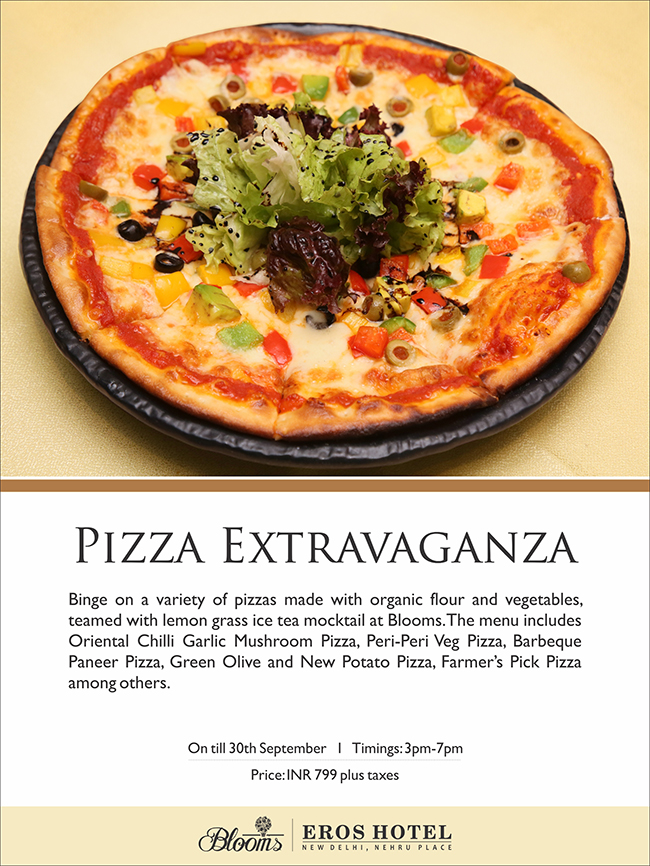 PIZZA EXTRAVAGANZA
Binge on a variety of pizzas made with organic flour and vegetables,
teamed with lemon grass ice tea mocktail at Blooms. The menu includes
Oriental Chilli Garlic Mushroom Pizza, Peri-Peri Veg Pizza, Barbeque
Paneer Pizza, Green Olive and New Potato Pizza, Farmer's Pick Pizza
among others.
On till 30th September I Timings: 3pm-7pm
Price: INR 799 plus taxes
Blooms
EROS HOTEL
NEW DELHI, NEHRU PLACE